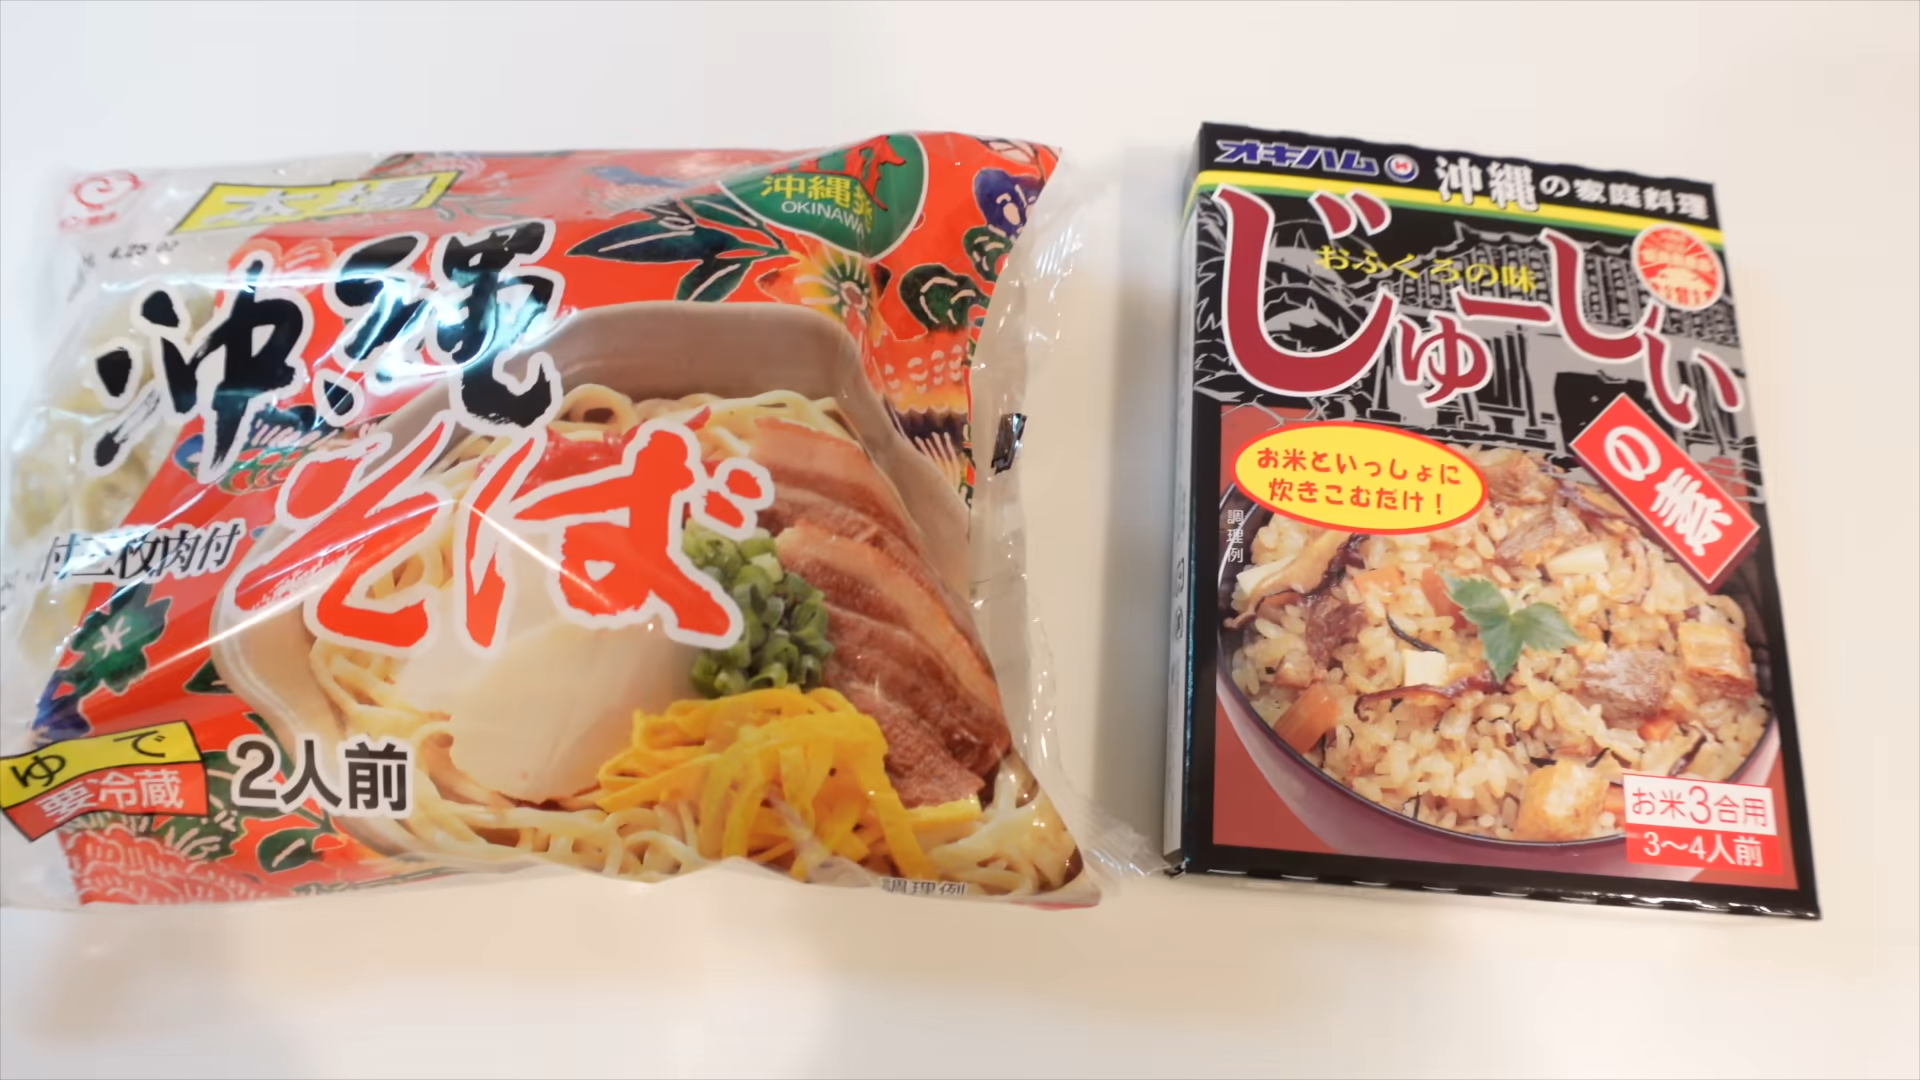 本場
沖縄
OKINAWA
4.25
沖縄
そば
付三枚肉付
ゆで
要冷蔵
2人前
調理例
オキハム
沖縄の家庭料理
おふくろの味
じゅーしぃ
の素
お米といっしょに
炊きこむだけ！
調理例
お米3合用
3〜4人前